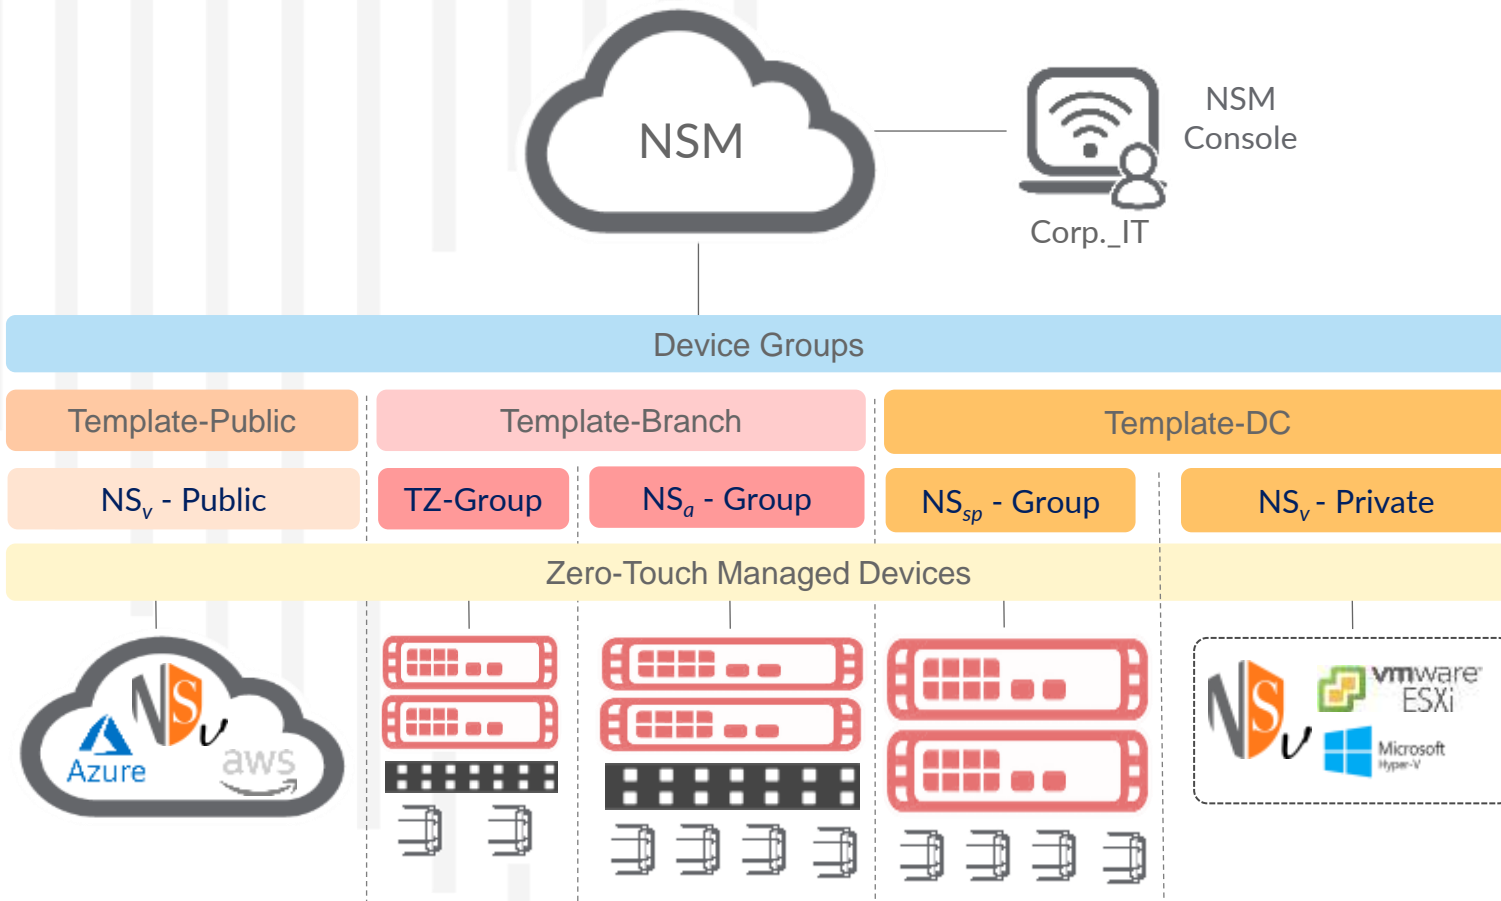 NSM
NSM
Console
Corp._IT
Device Groups
Template-Public
Template-Branch
Template-DC
NSv - Public
TZ-Group
NSa - Group
NSsp - Group
NSv - Private
Zero-Touch Managed Devices
NSv
Azure
aws
NSv
vmware
ESXi
Microsoft
Hyper-V